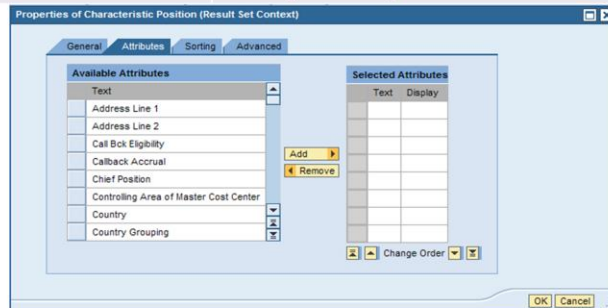 Properties of Characteristic Position (Result Set Context)
General Attributes Sorting Advanced
Available Attributes
Text
Address Line 1
Address Line 2
Call Bck Eligibility
Callback Accrual
Chief Position
Controlling Area of Master Cost Center
Country
Country Grouping
Add
Remove
Selected Attributes
Text Display
Change Order
OK Cancel